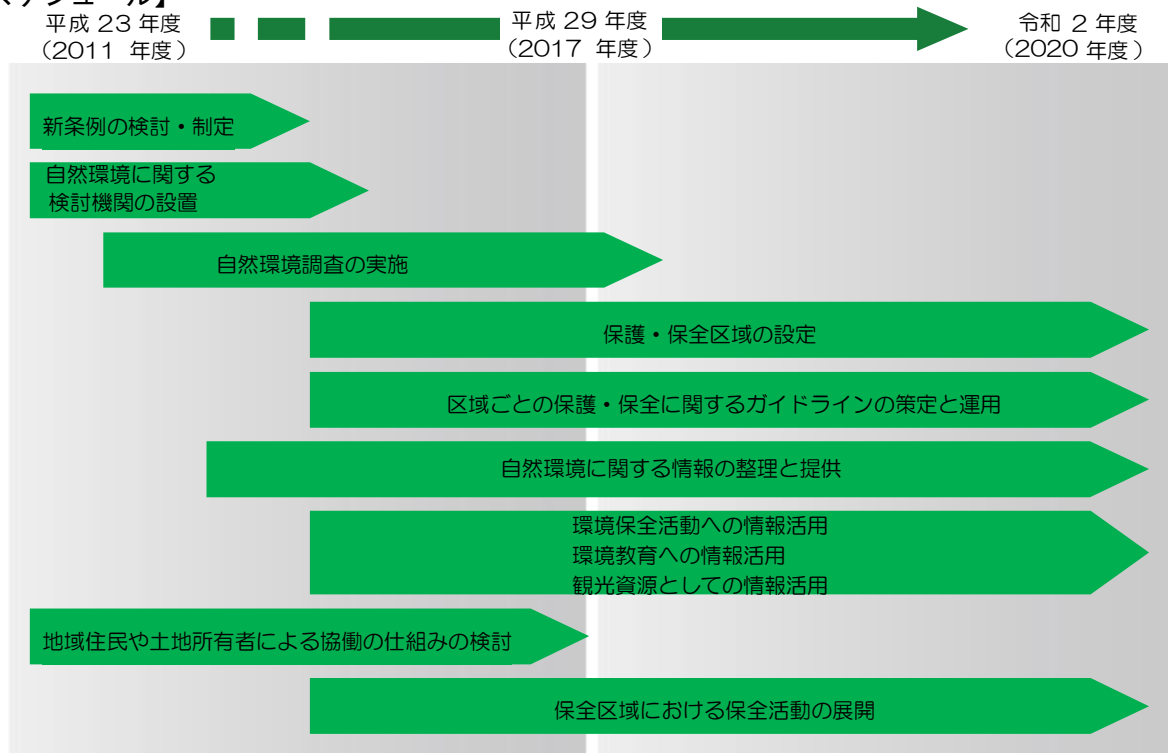 ケジュール】
平成 23 年度
(2011 年度)
平成 29 年度
(2017 年度)
令和 2 年度
(2020 年度)
新条例の検討・制定
自然環境に関する
検討機関の設置
自然環境調査の実施
保護・保全区域の設定
区域ごとの保護・保全に関するガイドラインの策定と運用
自然環境に関する情報の整理と提供
環境保全活動への情報活用
環境教育への情報活用
観光資源としての情報活用
地域住民や土地所有者による協働の仕組みの検討
保全区域における保全活動の展開